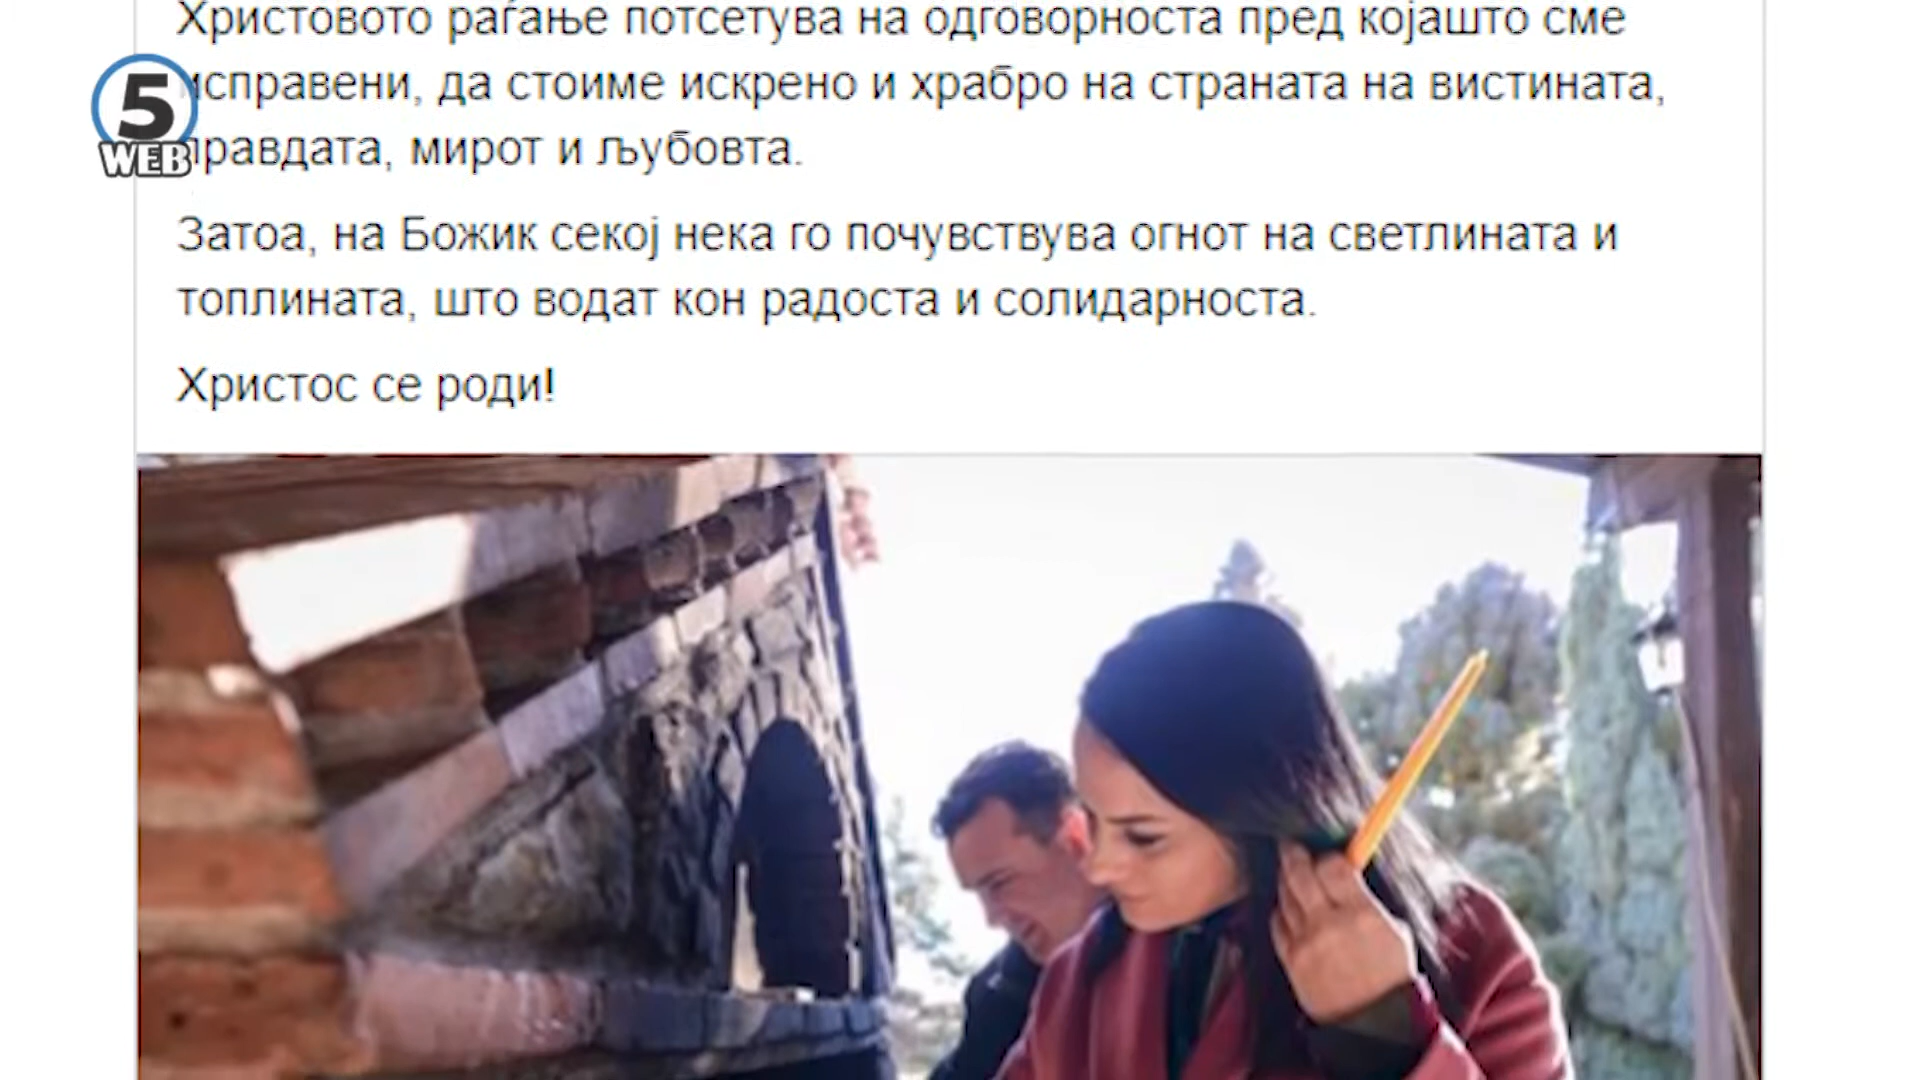 Христовото раѓање потсетува на одговорноста пред којашто сме
исправени, да стоиме искрено и храбро на страната на вистината,
правдата, мирот и љубовта.
Затоа, на Божик секој нека го почувствува огнот на светлината и
топлината, што водат кон радоста и солидарноста.
Христос се роди!
5
WEB